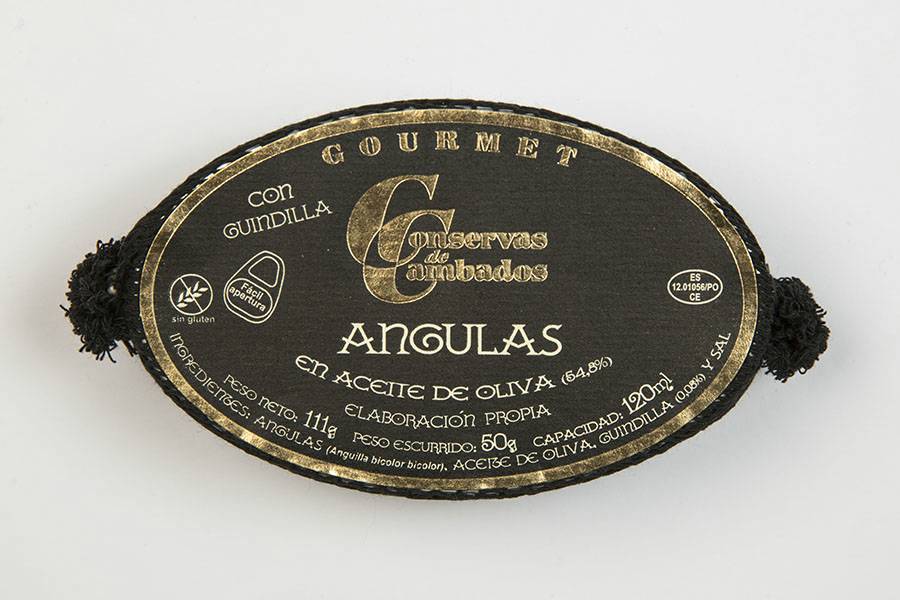 GOURMET
CON
GUINDILLA
Conservas
de
Cambados
sin gluten
Fácil
apertura
ES
12.01056/PO
CE
ANGULAS
EN ACEITE DE OLIVA (54,8%)
ELABORACIÓN PROPIA
PESO NETO: 111g PESO ESCURRIDO: 50g CAPACIDAD: 120ml
INGREDIENTES: ANGULAS (Anguilla bicolor bicolor), ACEITE DE OLIVA, GUINDILLA (0,08%) Y SAL